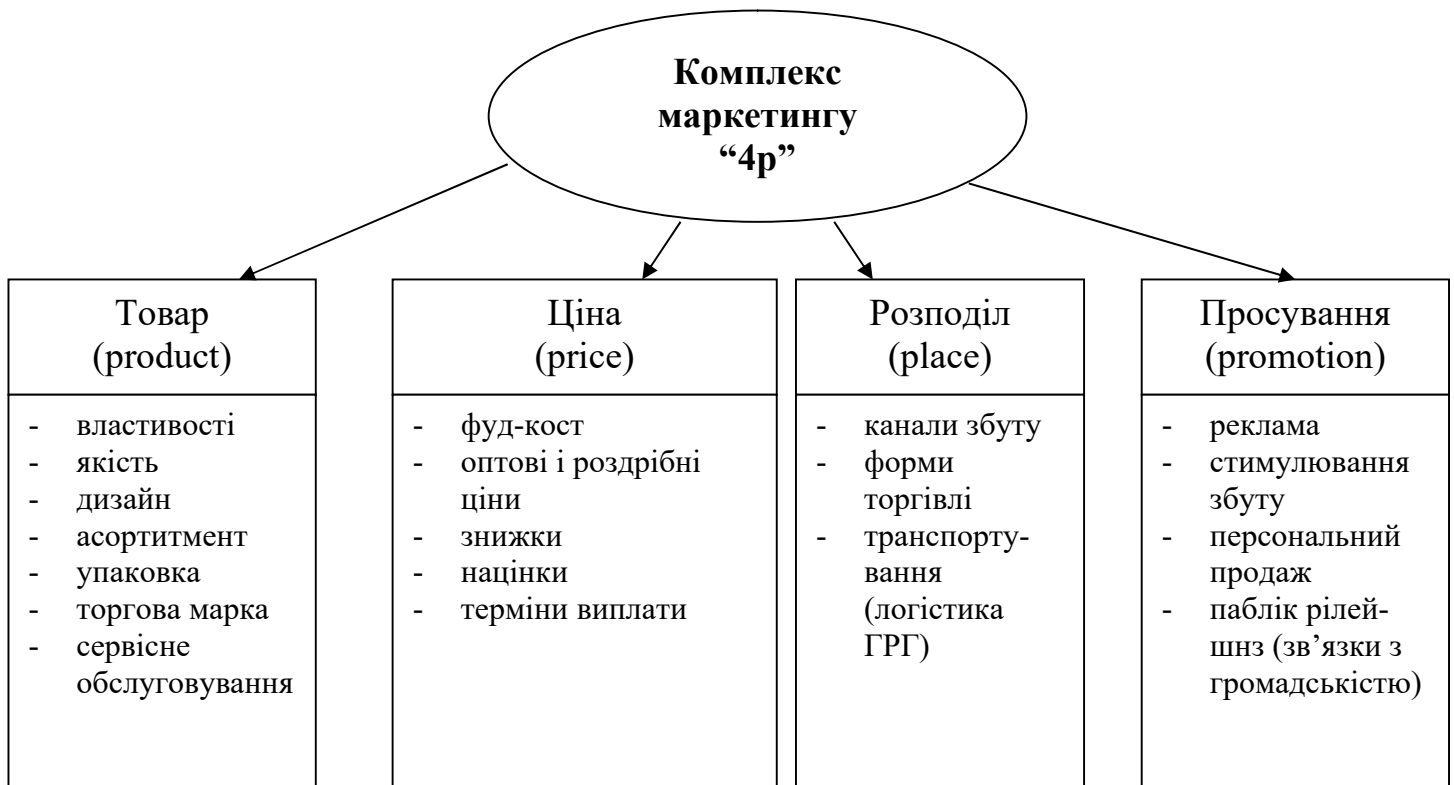 Комплекс
маркетингу
“4р”
Товар
(product)
- властивості
- якість
- дизайн
- асортитмент
- упаковка
- торгова марка
- сервісне
обслуговування
Ціна
(price)
- фуд-кост
- оптові і роздрібні
ціни
- знижки
- націнки
- терміни виплати
Розподіл
(place)
- канали збуту
- форми
торгівлі
- транспорту-
вання
(логістика
ГРГ)
Просування
(promotion)
- реклама
- стимулювання
збуту
- персональний
продаж
- паблік рілей-
шнз (зв’язки з
громадськістю)